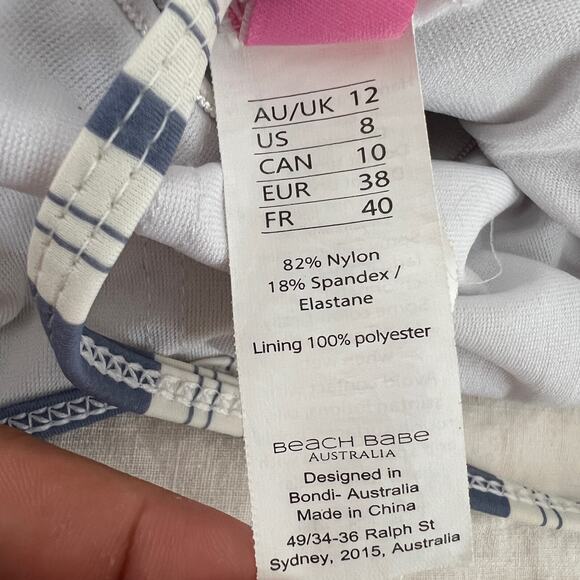 AU/UK 12
US 8
CAN 10
EUR 38
FR 40
82% Nylon
18% Spandex /
Elastane
Lining 100% polyester
BEACH BABE
AUSTRALIA
Designed in
Bondi- Australia
Made in China
49/34-36 Ralph St
Sydney, 2015, Australia